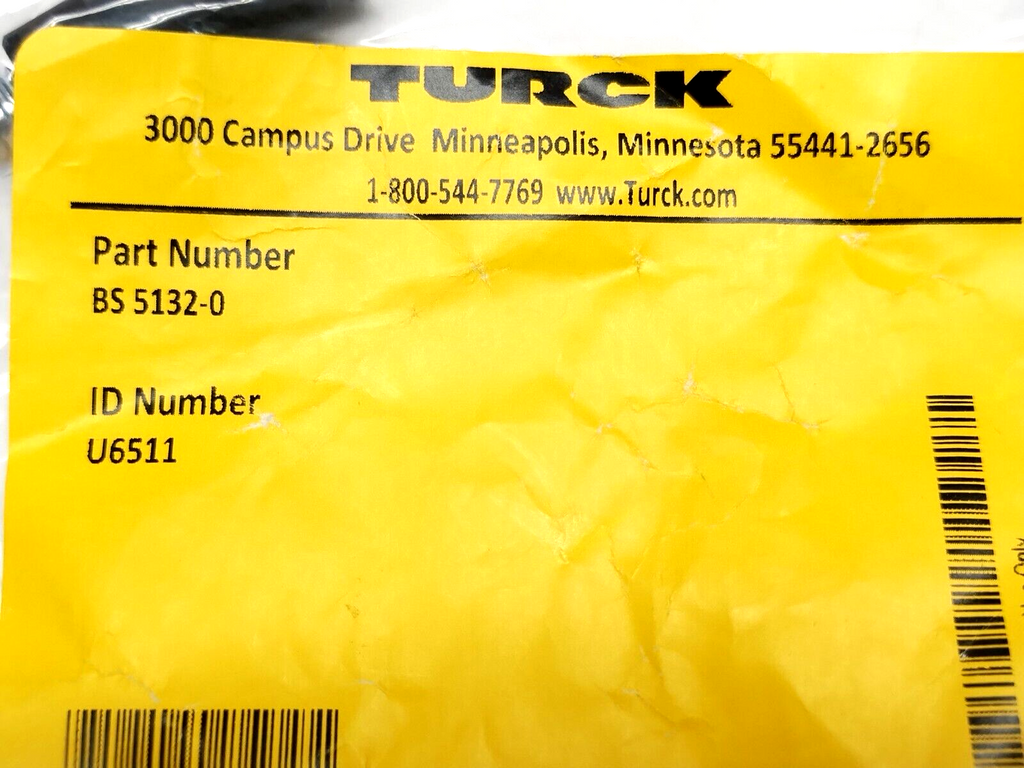 TURCK
3000 Campus Drive Minneapolis, Minnesota 55441-2656
1-800-544-7769 www.Turck.com
Part Number
BS 5132-0
ID Number
U6511
Only